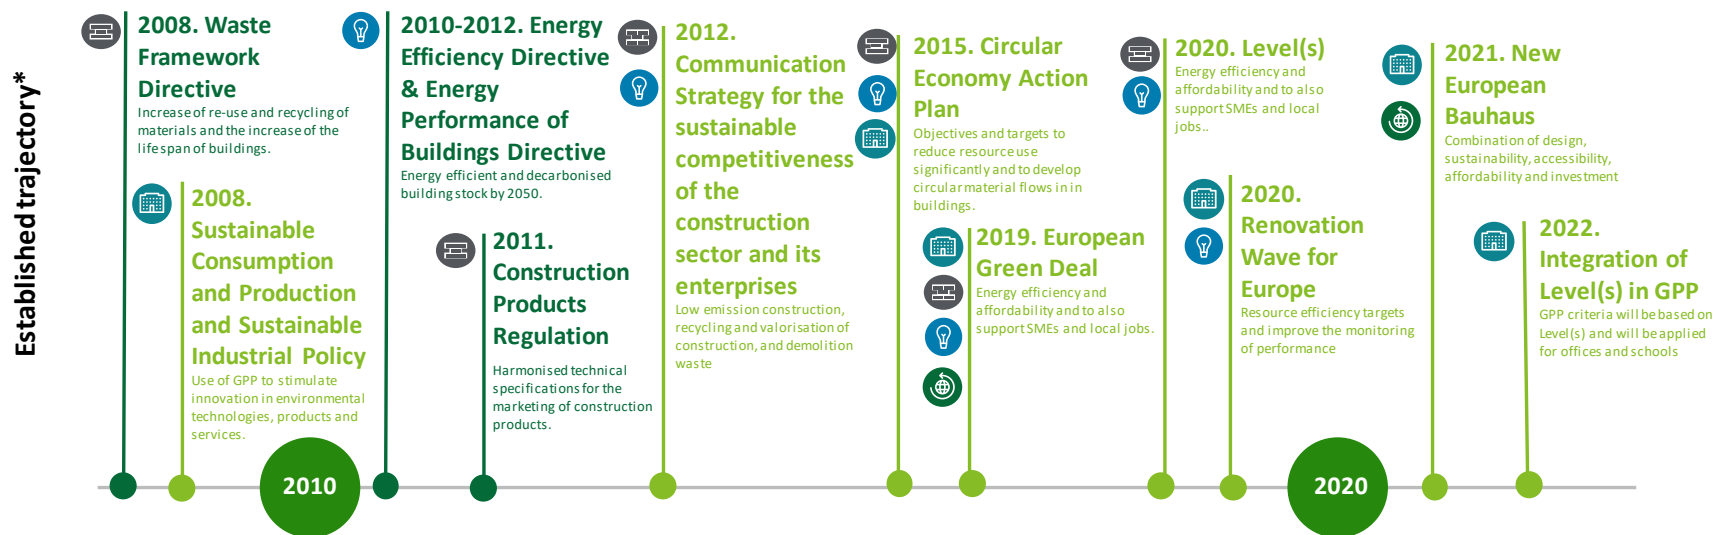 Established trajectory*
2008. Waste
Framework
Directive
Increase of re-use and recycling of
materials and the increase of the
life span of buildings.
2008.
Sustainable
Consumption
and Production
and Sustainable
Industrial Policy
Use of GPP to stimulate
innovation in environmental
technologies, products and
services.
2010-2012. Energy
Efficiency Directive
& Energy
Performance of
Buildings Directive
Energy efficient and decarbonised
building stock by 2050.
2011.
Construction
Products
Regulation
Harmonised technical
specifications for the
marketing of construction
products.
2012.
Communication
Strategy for the
sustainable
competitiveness
of the
construction
sector and its
enterprises
Low emission construction,
recycling and valorisation of
construction, and demolition
waste
2015. Circular
Economy Action
Plan
Objectives and targets to
reduce resource use
significantly and to develop
circular material flows in in
buildings.
2019. European
Green Deal
Energy efficiency and
affordability and to also
support SMEs and local jobs.
2020. Level(s)
Energy efficiency and
affordability and to also
support SMEs and local
jobs..
2020.
Renovation
Wave for
Europe
Resource efficiency targets
and improve the monitoring
of performance
2021. New
European
Bauhaus
Combination of design,
sustainability, accessibility,
affordability and investment
2022.
Integration of
Level(s) in GPP
GPP criteria will be based on
Level(s) and will be applied
for offices and schools
2010
2020